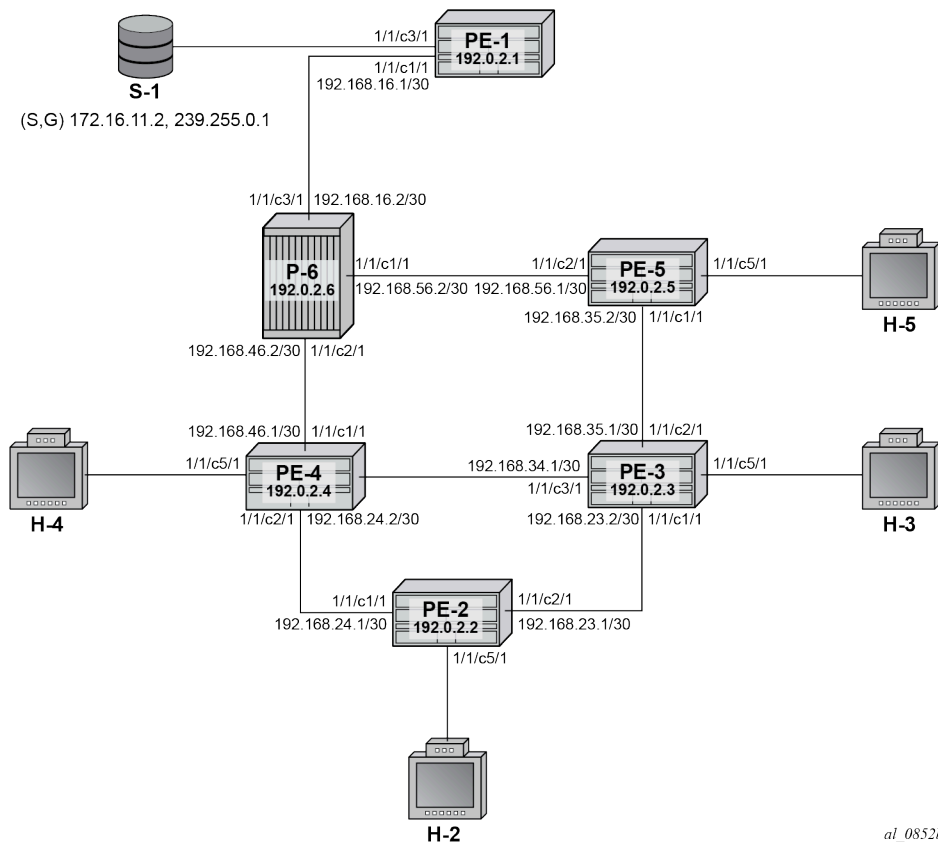 1/1/c3/1
PE-1
192.0.2.1
1/1/c1/1
192.168.16.1/30
S-1
(S,G) 172.16.11.2, 239.255.0.1
1/1/c3/1 192.168.16.2/30
P-6
192.0.2.6
1/1/c1/1
192.168.56.2/30
1/1/c2/1
192.168.56.1/30
PE-5
192.0.2.5
1/1/c5/1
H-5
192.168.35.2/30 1/1/c1/1
192.168.46.2/30 1/1/c2/1
192.168.46.1/30 1/1/c1/1
192.168.35.1/30 1/1/c2/1
1/1/c5/1
PE-4
192.0.2.4
H-4
192.168.34.1/30
1/1/c3/1
PE-3
192.0.2.3
1/1/c5/1
H-3
1/1/c2/1 192.168.24.2/30
192.168.23.2/30 1/1/c1/1
1/1/c1/1
192.168.24.1/30
PE-2
192.0.2.2
1/1/c2/1
192.168.23.1/30
1/1/c5/1
H-2